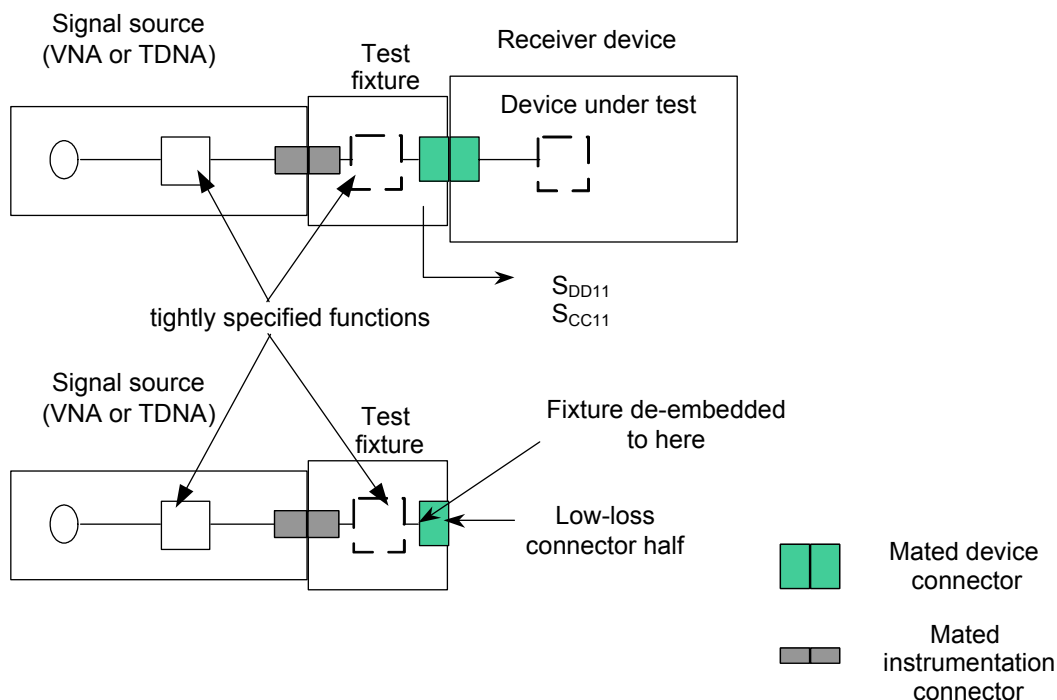 Signal source
(VNA or TDNA)
Test
fixture
Receiver device
Device under test
S_DD11
S_CC11
tightly specified functions
Signal source
(VNA or TDNA)
Test
fixture
Fixture de-embedded
to here
Low-loss
connector half
Mated device
connector
Mated
instrumentation
connector